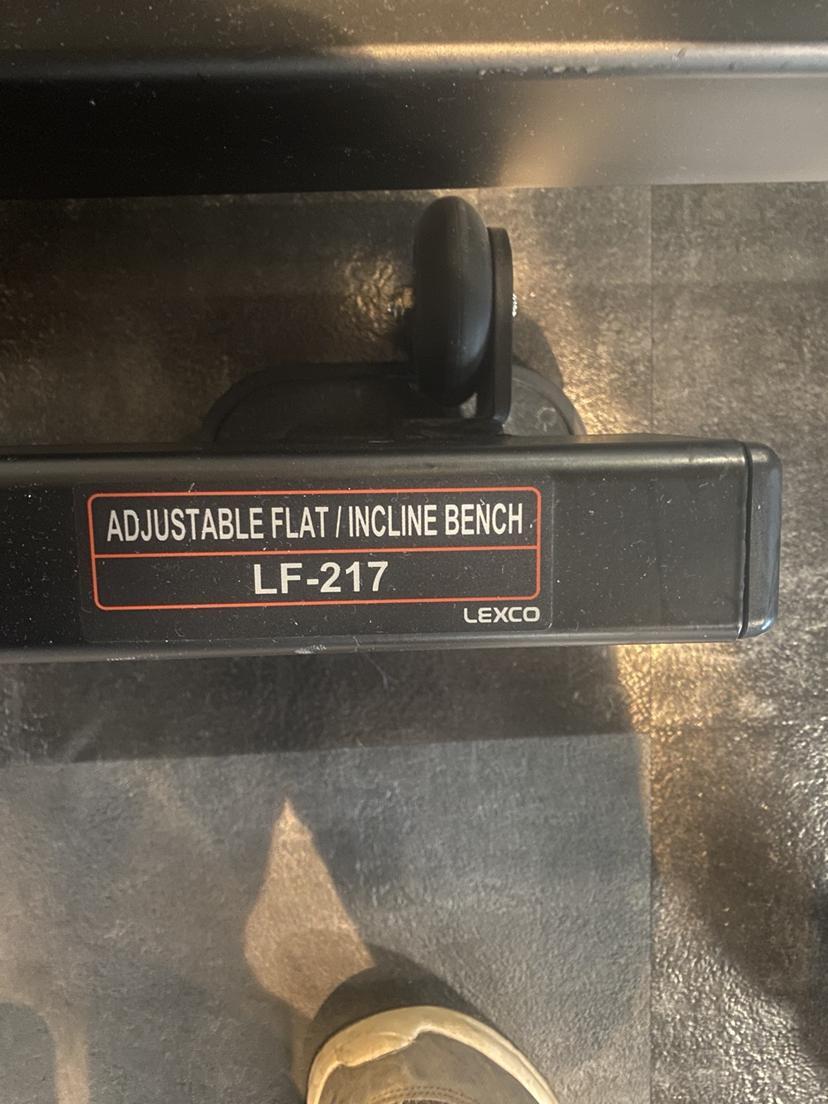 ADJUSTABLE FLAT / INCLINE BENCH
LF-217
LEXCO